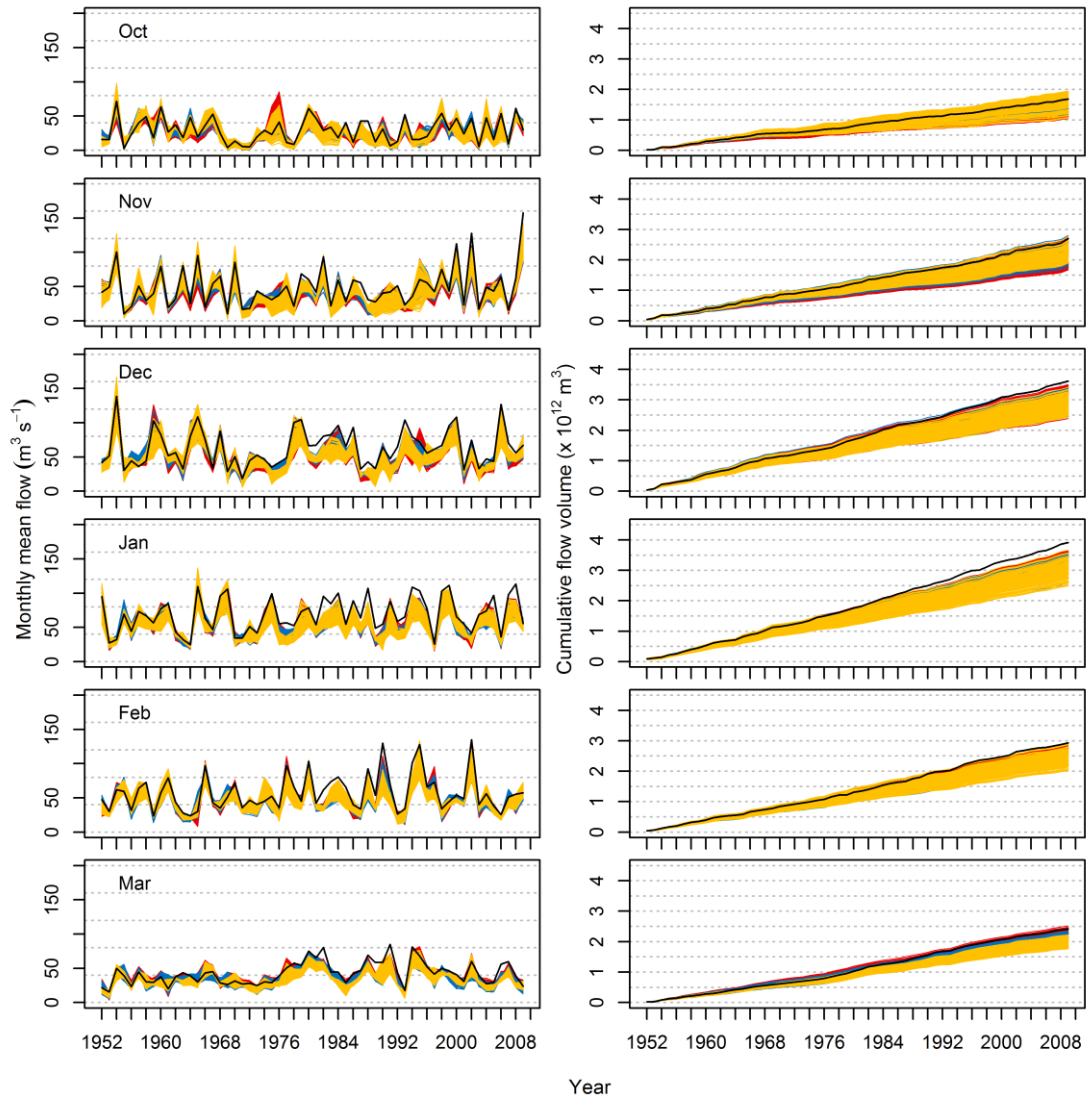 Oct
0 50 150
0 1 2 3 4
Nov
0 50 150
0 1 2 3 4
Dec
0 50 150
0 1 2 3 4
Jan
0 50 150
0 1 2 3 4
Feb
0 50 150
0 1 2 3 4
Mar
0 50 150
0 1 2 3 4
Monthly mean flow (m³ s⁻¹)
Cumulative flow volume (x 10¹² m³)
1952 1960 1968 1976 1984 1992 2000 2008
1952 1960 1968 1976 1984 1992 2000 2008
Year